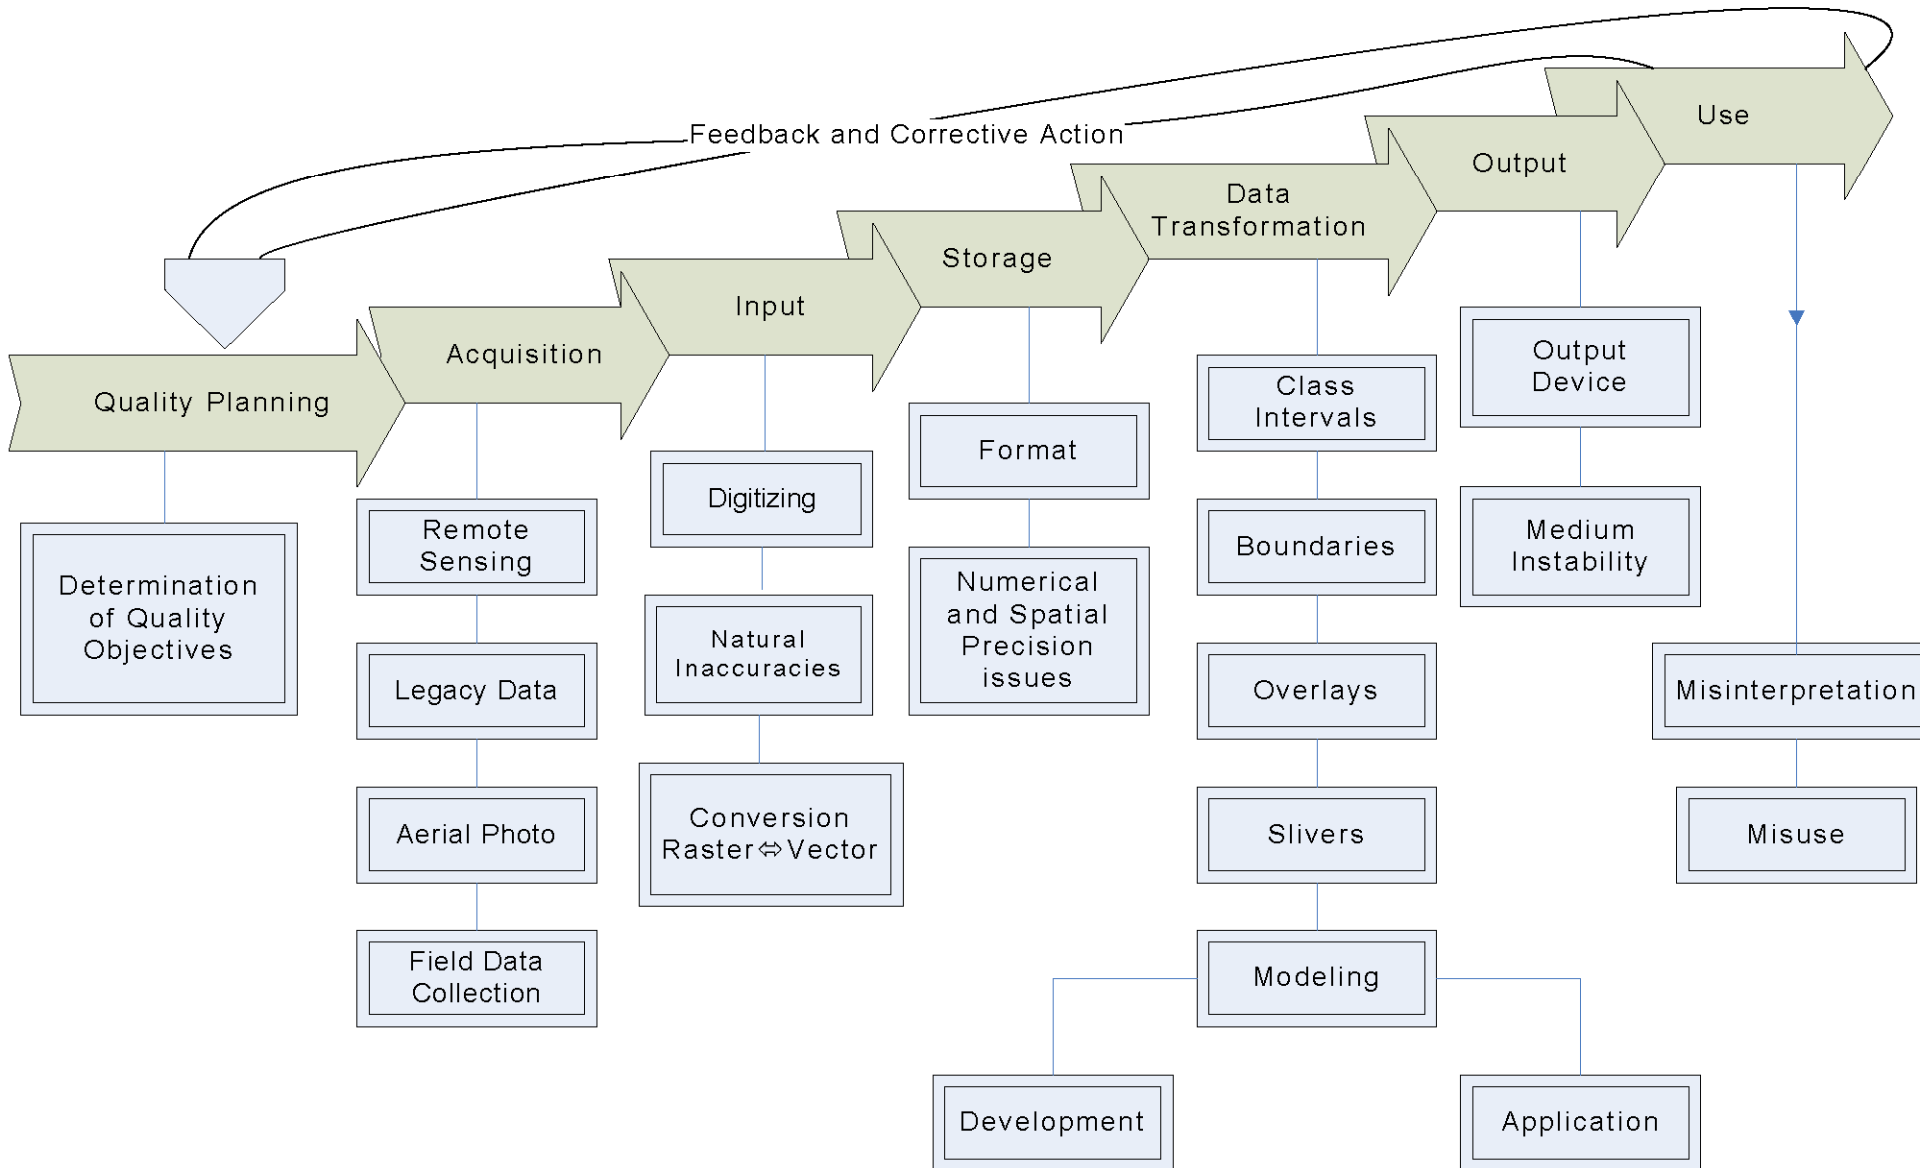 Feedback and Corrective Action
Use
Output
Data
Transformation
Storage
Input
Acquisition
Quality Planning
Determination
of Quality
Objectives
Remote
Sensing
Legacy Data
Aerial Photo
Field Data
Collection
Digitizing
Natural
Inaccuracies
Conversion
Raster⇔Vector
Format
Numerical
and Spatial
Precision
issues
Class
Intervals
Boundaries
Overlays
Slivers
Modeling
Development
Application
Output
Device
Medium
Instability
Misinterpretation
Misuse